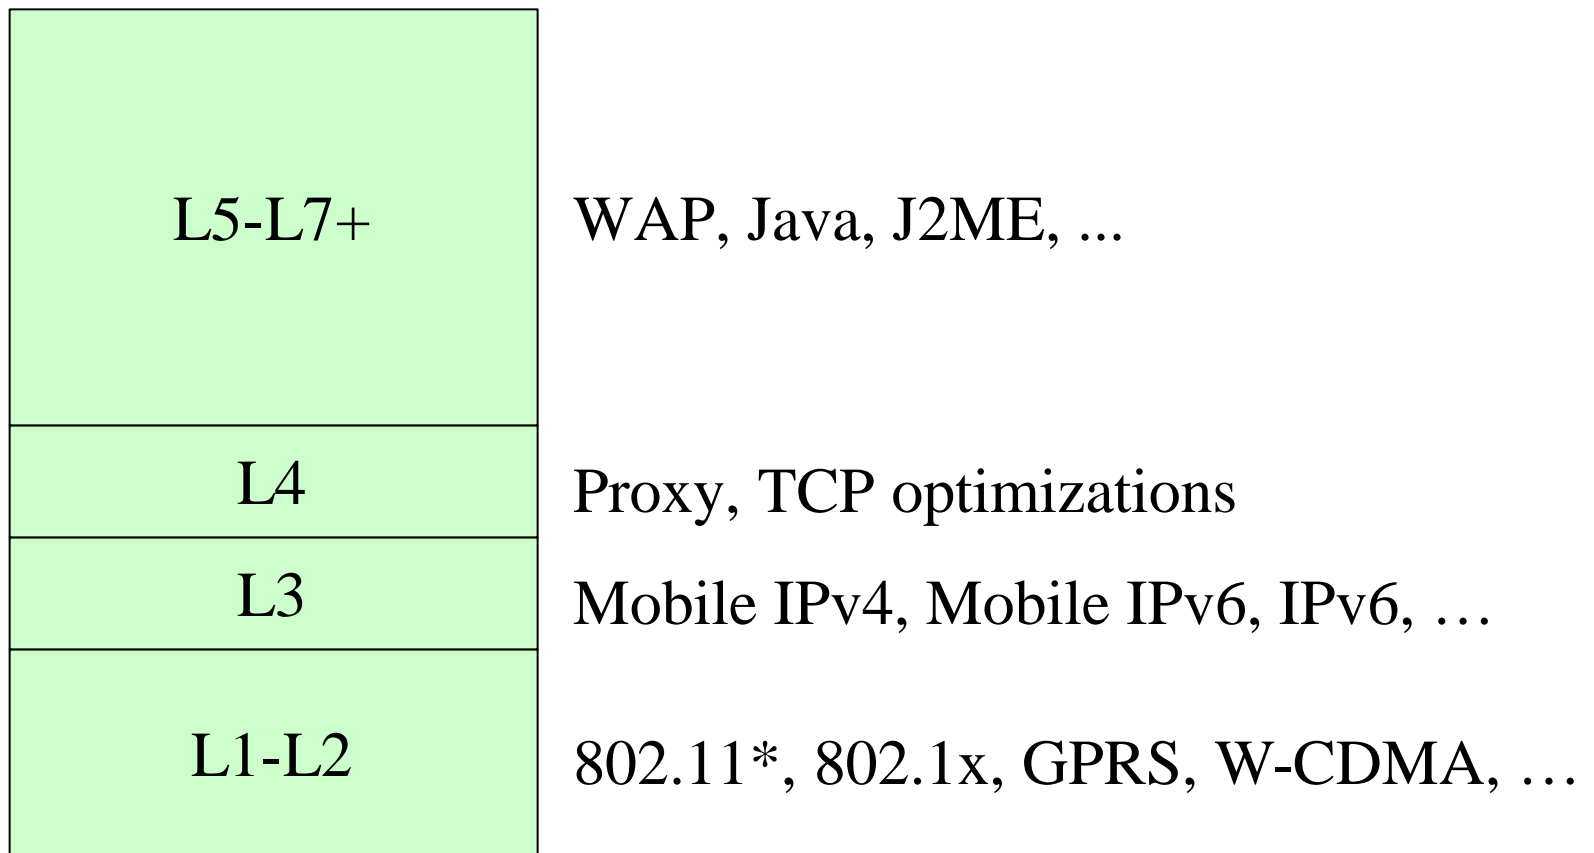 L5-L7+ WAP, Java, J2ME, ...
L4 Proxy, TCP optimizations
L3 Mobile IPv4, Mobile IPv6, IPv6, …
L1-L2 802.11*, 802.1x, GPRS, W-CDMA, …